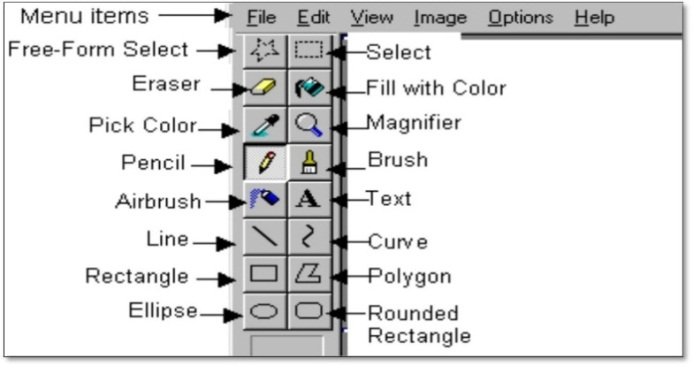 Menu items File Edit View Image Options Help
Free-Form Select Select
Eraser Fill with Color
Pick Color Magnifier
Pencil Brush
Airbrush A Text
Line Curve
Rectangle Polygon
Ellipse Rounded
Rectangle